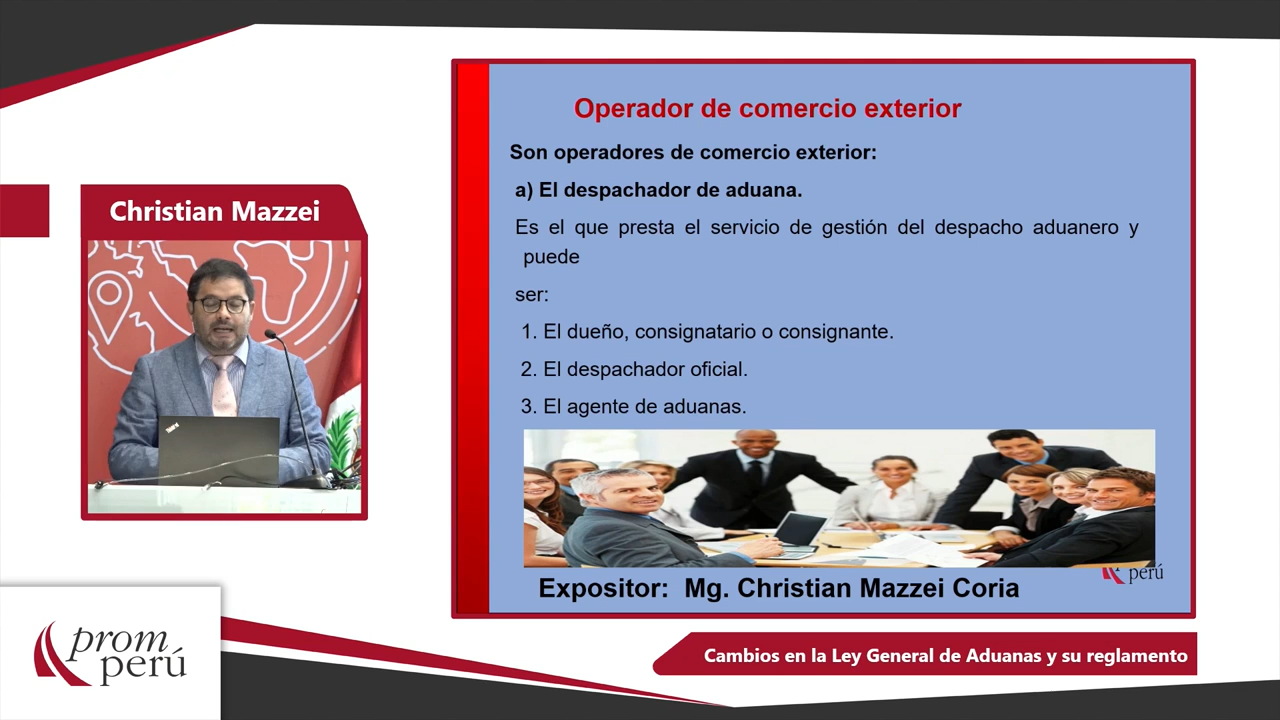 Christian Mazzei
Operador de comercio exterior
Son operadores de comercio exterior:
a) El despachador de aduana.
Es el que presta el servicio de gestión del despacho aduanero y
puede
ser:
1. El dueño, consignatario o consignante.
2. El despachador oficial.
3. El agente de aduanas.
perú
Expositor: Mg. Christian Mazzei Coria
prom
perú
Cambios en la Ley General de Aduanas y su reglamento